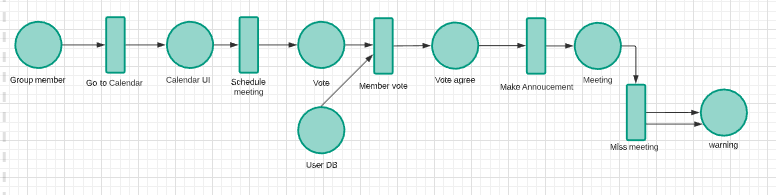 Group member
Go to Calendar
Calendar UI
Schedule
meeting
Vote
Member vote
Vote agree
Make Annoucement
Meeting
User DB
Miss meeting
warning